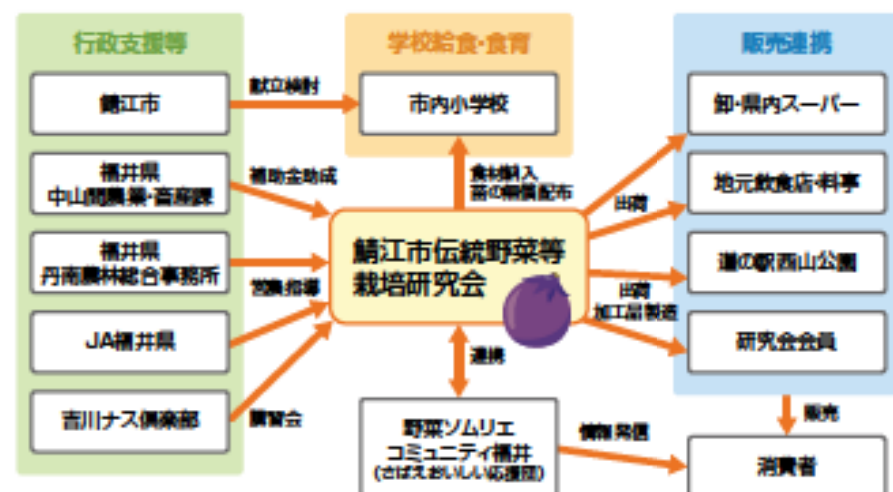 行政支援等
鯖江市
福井県
中山間農業・畜産課
福井県
丹南農林総合事務所
JA福井県
吉川ナス倶楽部
献立検討
補助金助成
営農指導
講習会
学校給食・食育
市内小学校
食材納入
苗の無償配布
鯖江市伝統野菜等
栽培研究会
連携
野菜ソムリエ
コミュニティ福井
(さばえおいしい応援団)
情報発信
販売連携
卸・県内スーパー
地元飲食店・料亭
道の駅西山公園
研究会会員
出荷
出荷
加工品製造
販売
消費者